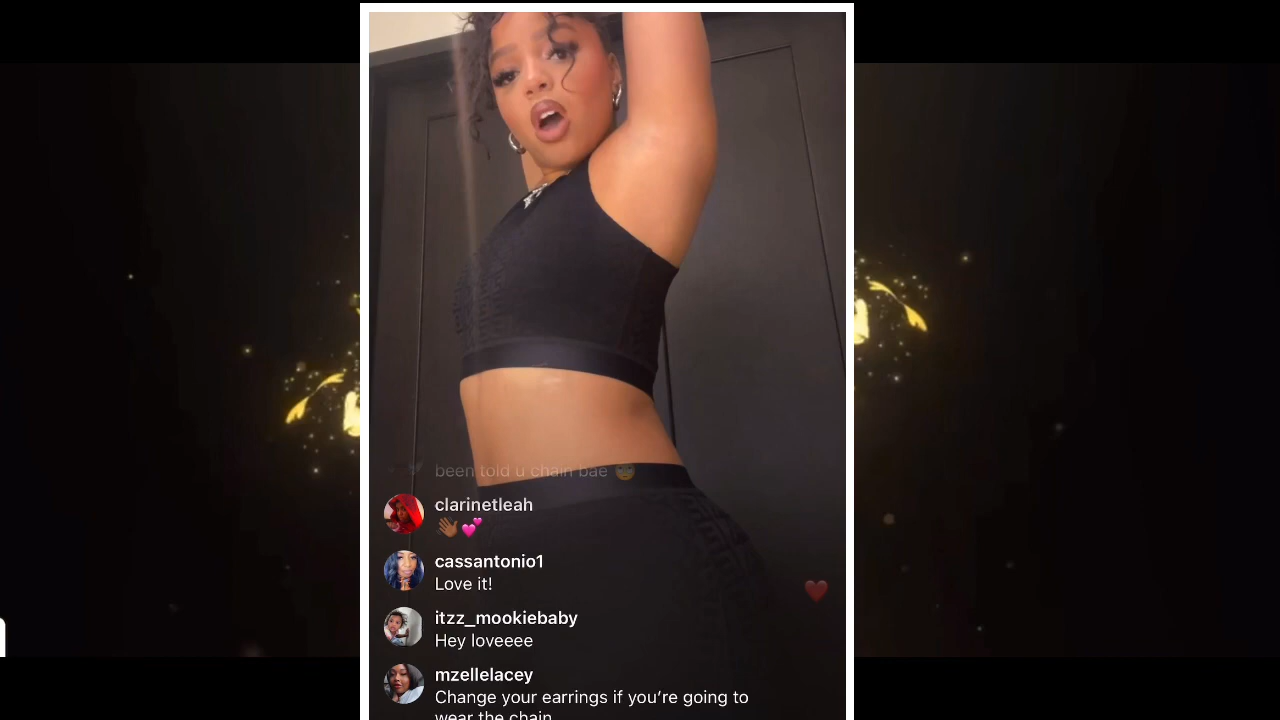 been told u chain bae 🥲
clarinetleah
👋🏾💕
cassantonio1
Love it!
itzz_mookiebaby
Hey loveeee
mzellelacey
Change your earrings if you’re going to
wear the chain